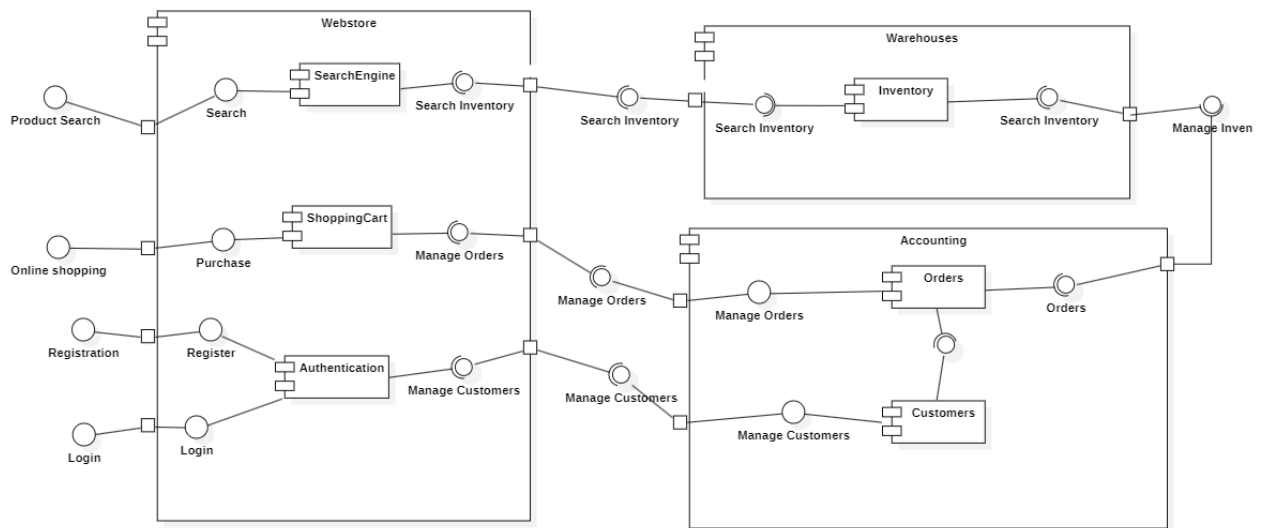 Webstore
Warehouses
SearchEngine
Inventory
Product Search
Search
Search Inventory
Search Inventory
Search Inventory
Search Inventory
Manage Inven
ShoppingCart
Accounting
Online shopping
Purchase
Manage Orders
Manage Orders
Manage Orders
Orders
Orders
Registration
Register
Authentication
Manage Customers
Manage Customers
Customers
Manage Customers
Login
Login